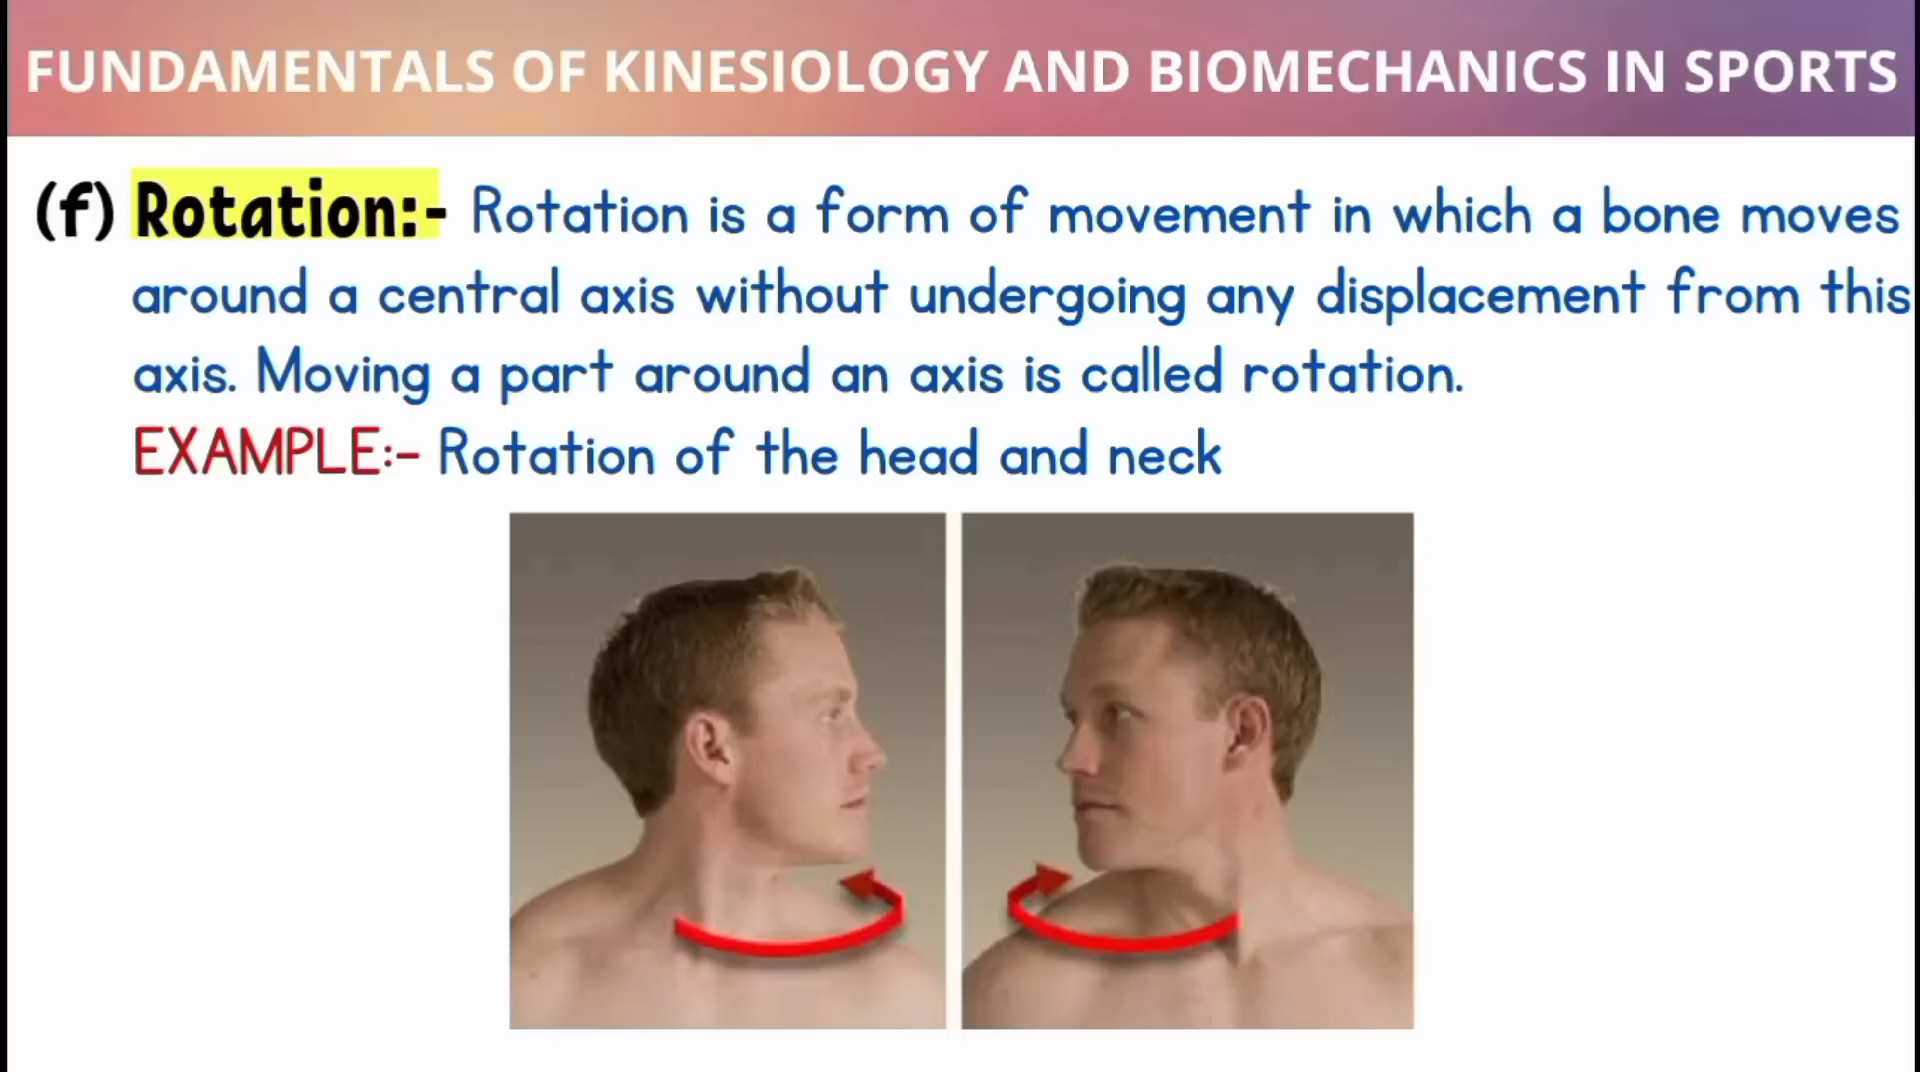 FUNDAMENTALS OF KINESIOLOGY AND BIOMECHANICS IN SPORTS
(f) Rotation:- Rotation is a form of movement in which a bone moves
around a central axis without undergoing any displacement from this
axis. Moving a part around an axis is called rotation.
EXAMPLE:- Rotation of the head and neck